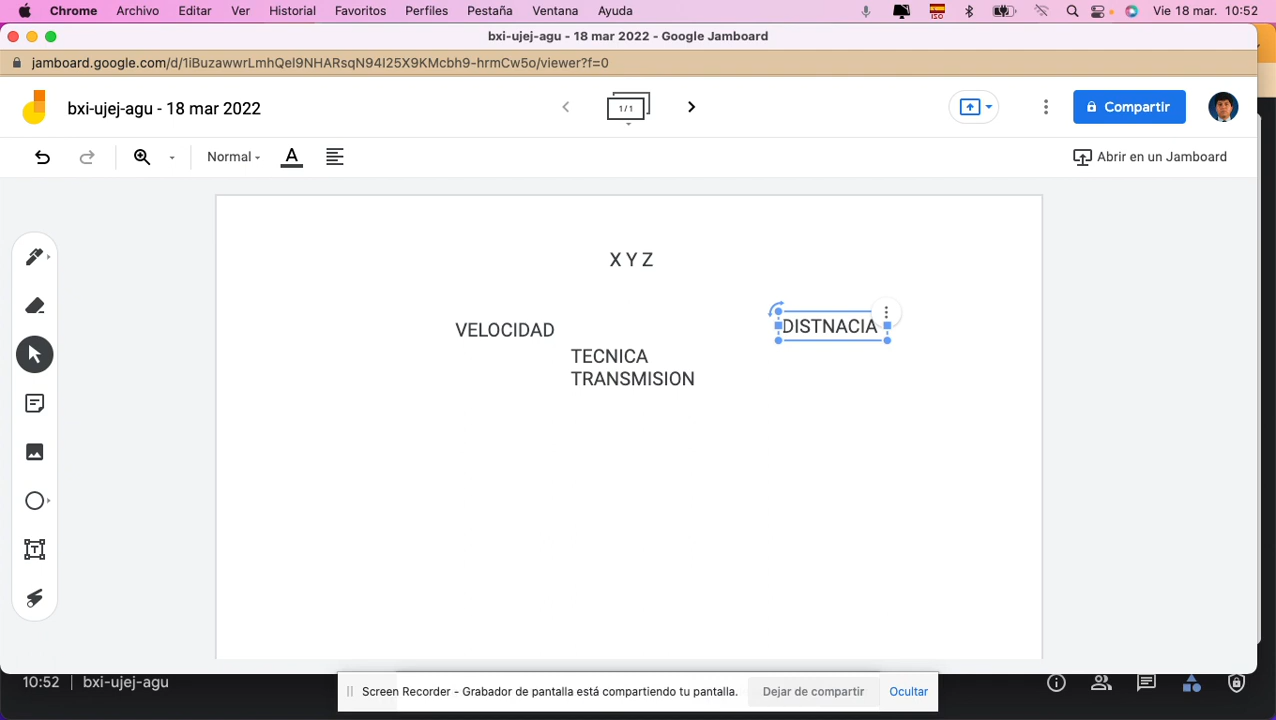 Chrome Archivo Editar Ver Historial Favoritos Perfiles Pestaña Ventana Ayuda ISO Vie 18 mar. 10:52
bxi-ujej-agu - 18 mar 2022 - Google Jamboard
jamboard.google.com/d/1iBuzawwrLmhQel9NHARsqN94I25X9KMcbh9-hrmCw5o/viewer?f=0
bxi-ujej-agu - 18 mar 2022
1/1
Compartir
Normal
A
Abrir en un Jamboard
X Y Z
VELOCIDAD
DISTNACIA
TECNICA
TRANSMISION
10:52 | bxi-ujej-agu
Screen Recorder - Grabador de pantalla está compartiendo tu pantalla. Dejar de compartir Ocultar